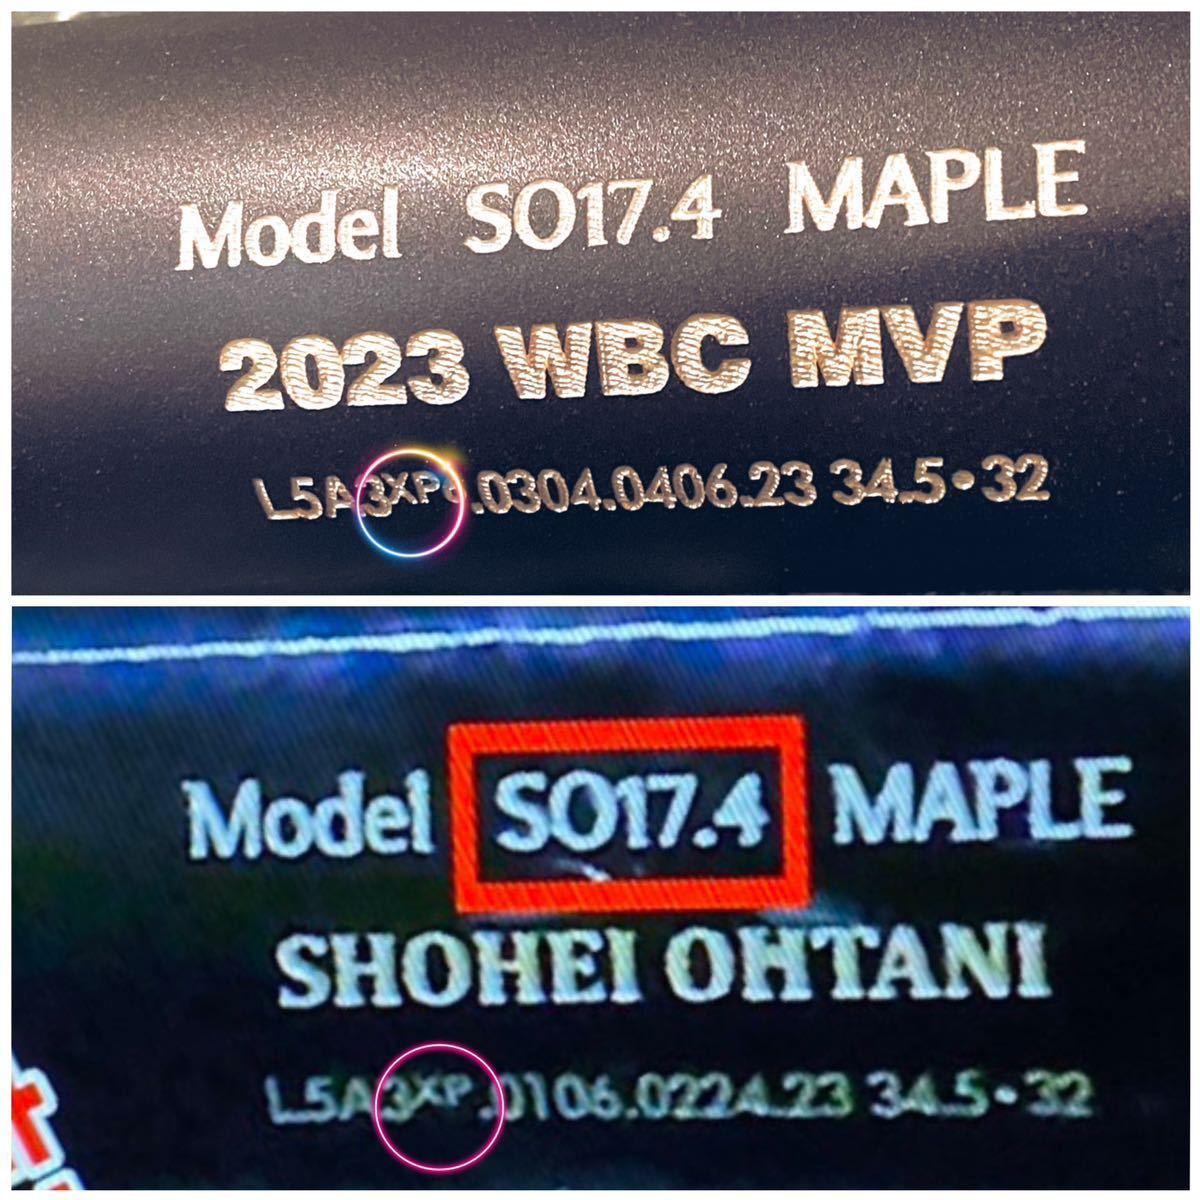 Model SO17.4 MAPLE
2023 WBC MVP
L5A3XP6.0304.0406.23 34.5•32
Model SO17.4 MAPLE
SHOHEI OHTANI
L5A3XP.0106.0224.23 34.5•32